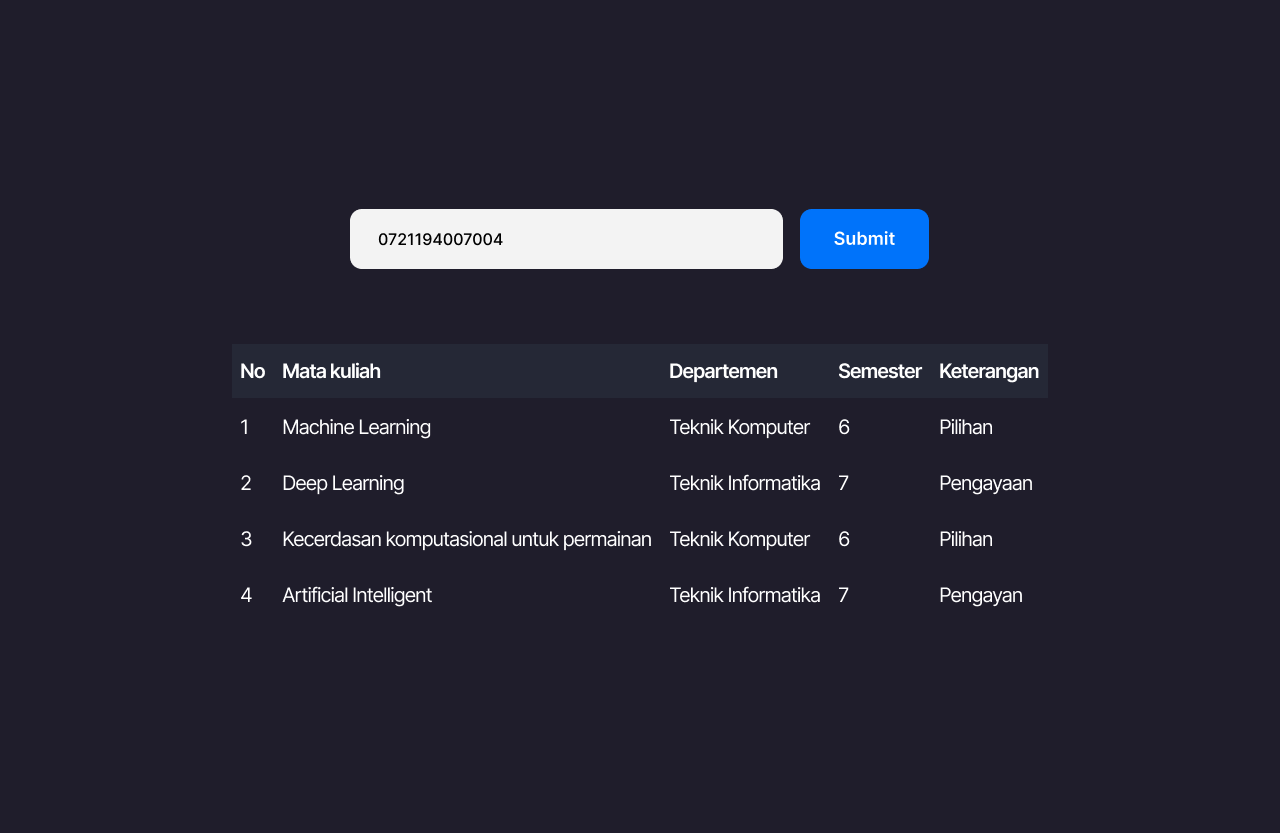 0721194007004 Submit
No Mata kuliah Departemen Semester Keterangan
1 Machine Learning Teknik Komputer 6 Pilihan
2 Deep Learning Teknik Informatika 7 Pengayaan
3 Kecerdasan komputasional untuk permainan Teknik Komputer 6 Pilihan
4 Artificial Intelligent Teknik Informatika 7 Pengayan